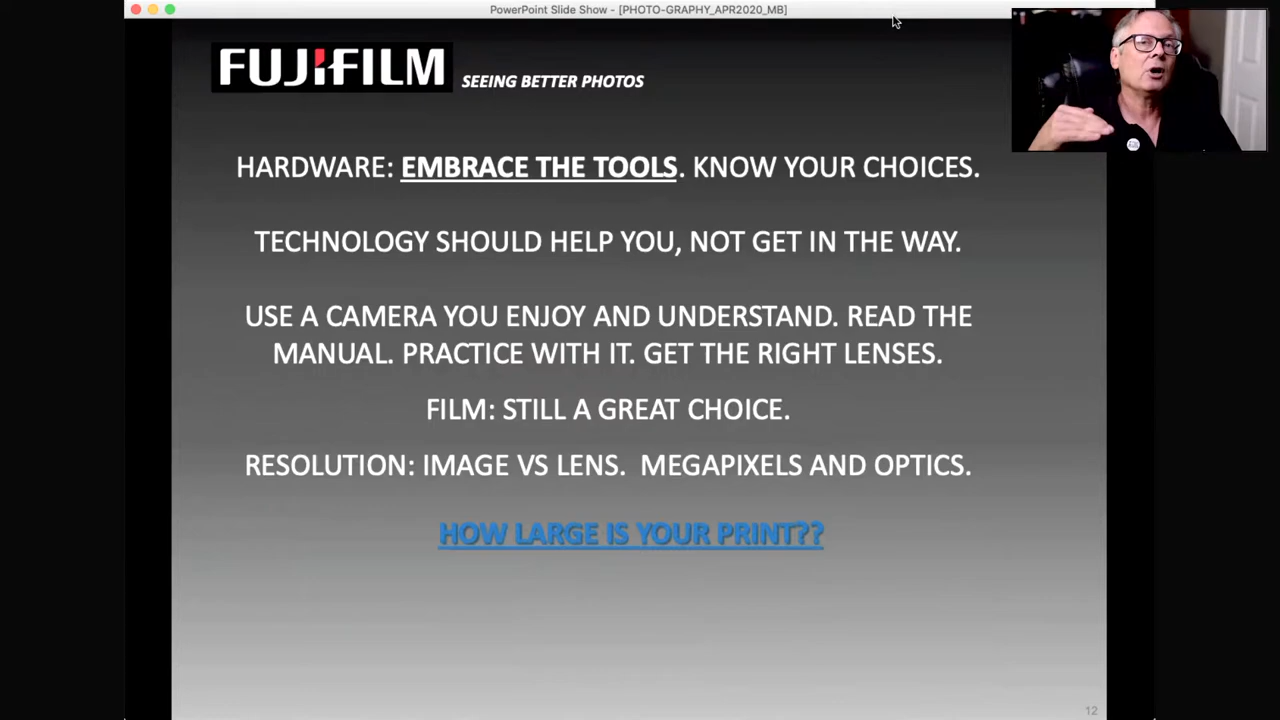 PowerPoint Slide Show - [PHOTO-GRAPHY_APR2020_MB]
FUJIFILM SEEING BETTER PHOTOS
HARDWARE: EMBRACE THE TOOLS. KNOW YOUR CHOICES.
TECHNOLOGY SHOULD HELP YOU, NOT GET IN THE WAY.
USE A CAMERA YOU ENJOY AND UNDERSTAND. READ THE
MANUAL. PRACTICE WITH IT. GET THE RIGHT LENSES.
FILM: STILL A GREAT CHOICE.
RESOLUTION: IMAGE VS LENS.  MEGAPIXELS AND OPTICS.
HOW LARGE IS YOUR PRINT??
12